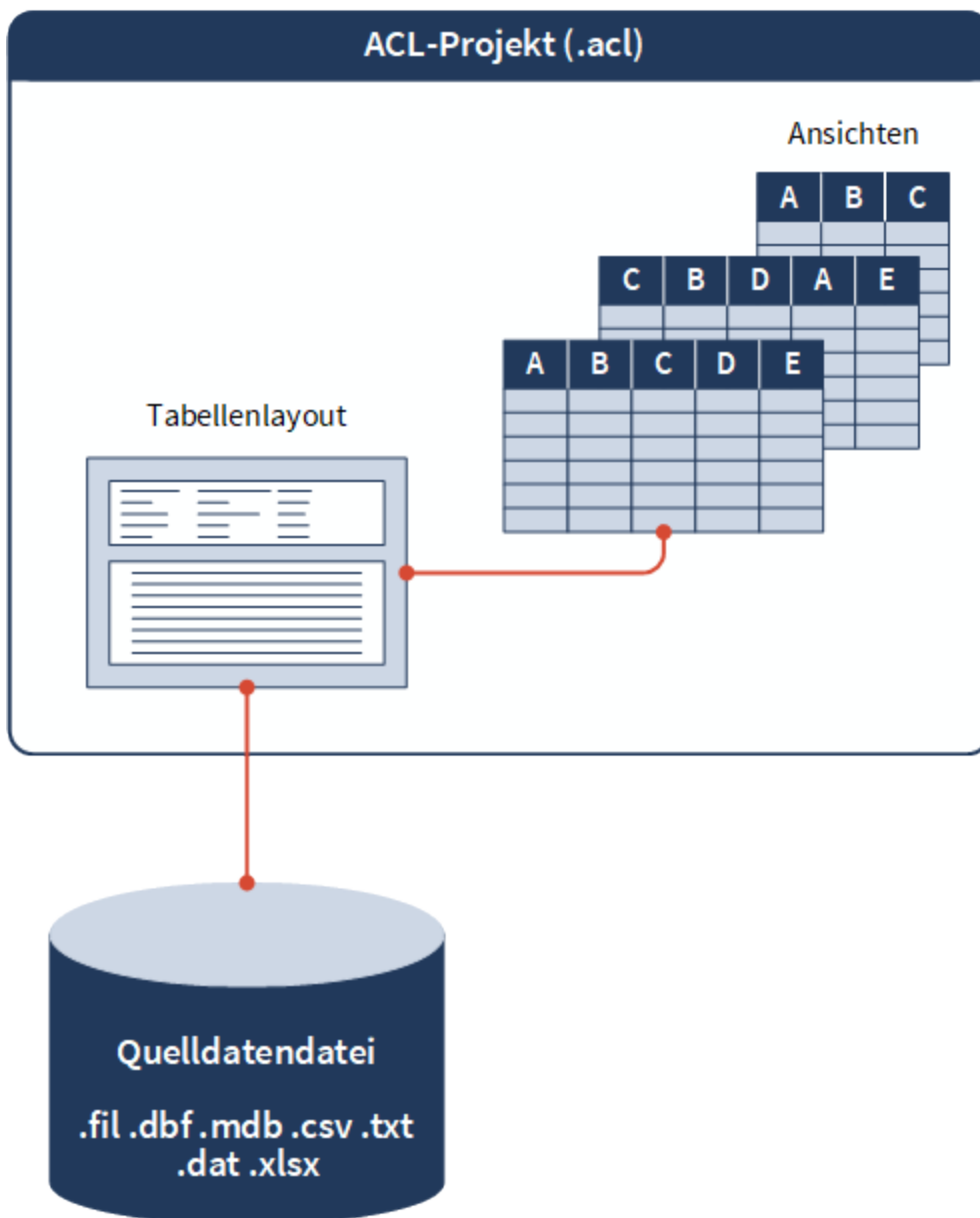 ACL-Projekt (.acl)
Ansichten
A B C
C B D A E
A B C D E
Tabellenlayout
Quelldatendatei
.fil .dbf .mdb .csv .txt
.dat .xlsx